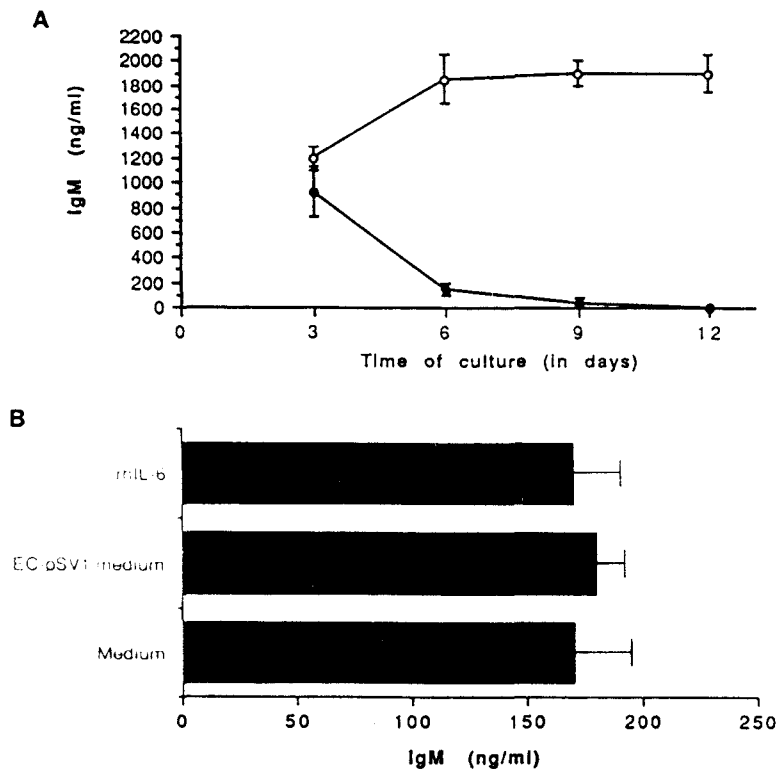 A
2200
2000
1800
1600
1400
1200
1000
800
600
400
200
0
IgM (ng/ml)
0 3 6 9 12
Time of culture (in days)
B
mIL-6
EC-pSV1 medium
Medium
0 50 100 150 200 250
IgM (ng/ml)